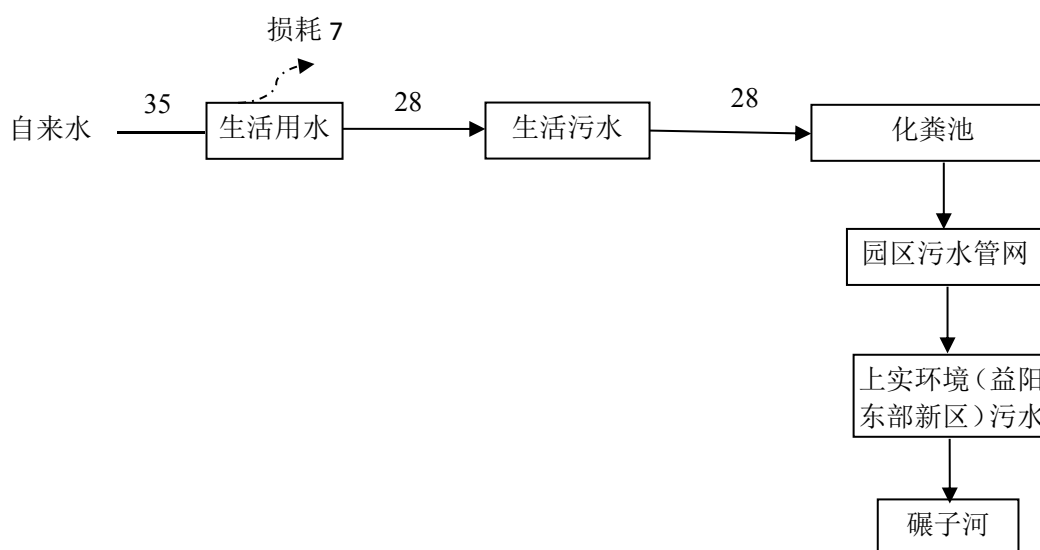 损耗 7
35
28
28
自来水
生活用水
生活污水
化粪池
园区污水管网
上实环境（益阳
东部新区）污水
碾子河